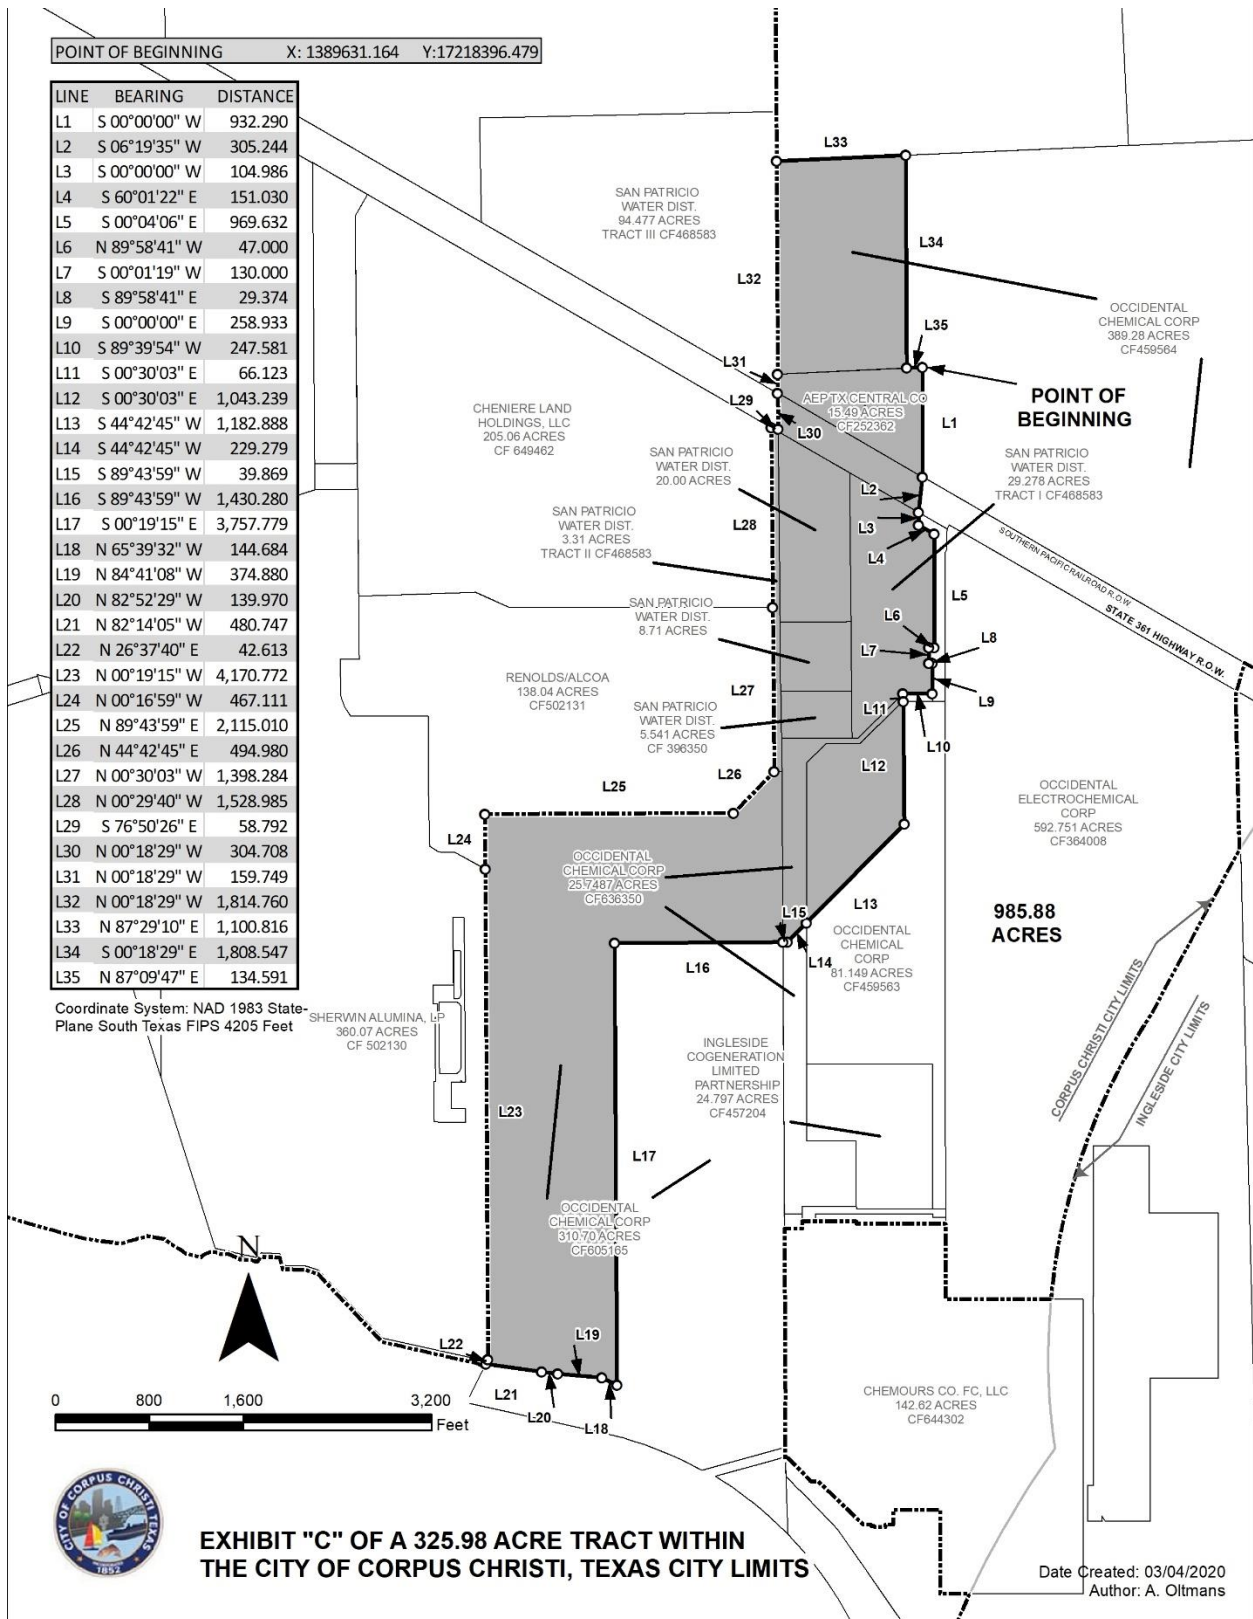 POINT OF BEGINNING X: 1389631.164 Y:17218396.479
LINE BEARING DISTANCE
L1 S 00°00'00" W 932.290
L2 S 06°19'35" W 305.244
L3 S 00°00'00" W 104.986
L4 S 60°01'22" E 151.030
L5 S 00°04'06" E 969.632
L6 N 89°58'41" W 47.000
L7 S 00°01'19" W 130.000
L8 S 89°58'41" E 29.374
L9 S 00°00'00" E 258.933
L10 S 89°39'54" W 247.581
L11 S 00°30'03" E 66.123
L12 S 00°30'03" E 1,043.239
L13 S 44°42'45" W 1,182.888
L14 S 44°42'45" W 229.279
L15 S 89°43'59" W 39.869
L16 S 89°43'59" W 1,430.280
L17 S 00°19'15" E 3,757.779
L18 N 65°39'32" W 144.684
L19 N 84°41'08" W 374.880
L20 N 82°52'29" W 139.970
L21 N 82°14'05" W 480.747
L22 N 26°37'40" E 42.613
L23 N 00°19'15" W 4,170.772
L24 N 00°16'59" W 467.111
L25 N 89°43'59" E 2,115.010
L26 N 44°42'45" E 494.980
L27 N 00°30'03" W 1,398.284
L28 N 00°29'40" W 1,528.985
L29 S 76°50'26" E 58.792
L30 N 00°18'29" W 304.708
L31 N 00°18'29" W 159.749
L32 N 00°18'29" W 1,814.760
L33 N 87°29'10" E 1,100.816
L34 S 00°18'29" E 1,808.547
L35 N 87°09'47" E 134.591
Coordinate System: NAD 1983 State-
Plane South Texas FIPS 4205 Feet
L33
SAN PATRICIO
WATER DIST.
94.477 ACRES
TRACT III CF468583
L34
L32
OCCIDENTAL
CHEMICAL CORP
389.28 ACRES
CF459564
L35
L31
POINT OF
BEGINNING
AEP TX CENTRAL CO
15.49 ACRES
CF252362
L29
L30
L1
CHENIERE LAND
HOLDINGS, LLC
205.06 ACRES
CF 649462
SAN PATRICIO
WATER DIST.
20.00 ACRES
SAN PATRICIO
WATER DIST.
29.278 ACRES
TRACT I CF468583
L2
SAN PATRICIO
WATER DIST.
3.31 ACRES
TRACT II CF468583
L28
L3
L4
SOUTHERN PACIFIC RAILROAD R.O.W.
STATE 361 HIGHWAY R.O.W.
L5
SAN PATRICIO
WATER DIST.
8.71 ACRES
L6
L7
L8
RENOLDS/ALCOA
138.04 ACRES
CF502131
L27
SAN PATRICIO
WATER DIST.
5.541 ACRES
CF 396350
L9
L11
L10
L12
L26
L25
OCCIDENTAL
ELECTROCHEMICAL
CORP
592.751 ACRES
CF364008
L24
OCCIDENTAL
CHEMICAL CORP
25.7487 ACRES
CF636350
L13
L15
985.88
ACRES
OCCIDENTAL
CHEMICAL
CORP
81.149 ACRES
CF459563
L16
L14
SHERWIN ALUMINA, LP
360.07 ACRES
CF 502130
INGLESIDE
COGENERATION
LIMITED
PARTNERSHIP
24.797 ACRES
CF457204
CORPUS CHRISTI CITY LIMITS
INGLESIDE CITY LIMITS
L23
L17
OCCIDENTAL
CHEMICAL CORP
310.70 ACRES
CF605165
N
L22
L19
L21
L20
L18
0 800 1,600 3,200
Feet
CHEMOURS CO. FC, LLC
142.62 ACRES
CF644302
CITY OF CORPUS CHRISTI TEXAS
1852
EXHIBIT "C" OF A 325.98 ACRE TRACT WITHIN
THE CITY OF CORPUS CHRISTI, TEXAS CITY LIMITS
Date Created: 03/04/2020
Author: A. Oltmans